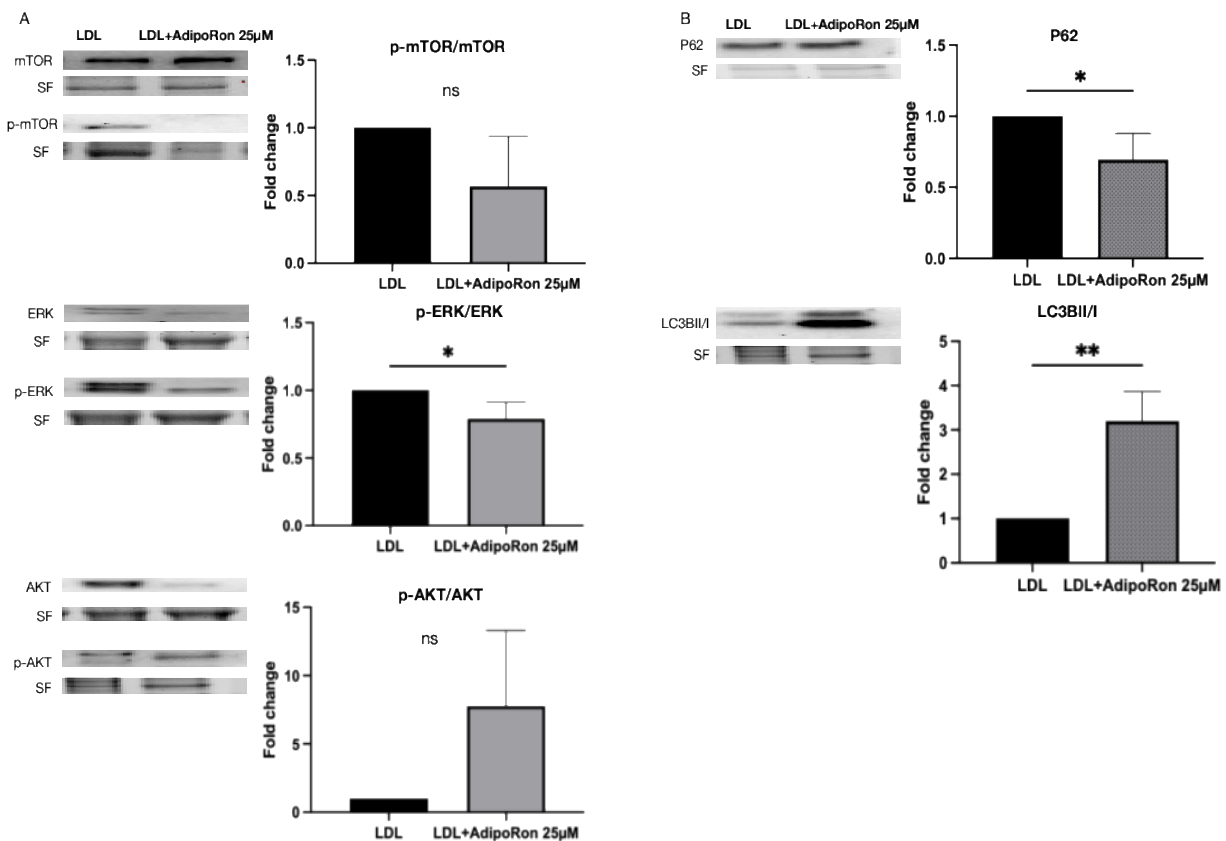 A
LDL LDL+AdipoRon 25µM
mTOR
SF
p-mTOR
SF
p-mTOR/mTOR
1.5
1.0
0.5
0.0
Fold change
ns
LDL LDL+AdipoRon 25µM
ERK
SF
p-ERK
SF
p-ERK/ERK
1.5
1.0
0.5
0.0
Fold change
*
LDL LDL+AdipoRon 25µM
AKT
SF
p-AKT
SF
p-AKT/AKT
15
10
5
0
Fold change
ns
LDL LDL+AdipoRon 25µM
B
LDL LDL+AdipoRon 25µM
P62
SF
P62
1.5
1.0
0.5
0.0
Fold change
*
LDL LDL+AdipoRon 25µM
LC3BII/I
SF
LC3BII/I
5
4
3
2
1
0
Fold change
**
LDL LDL+AdipoRon 25µM